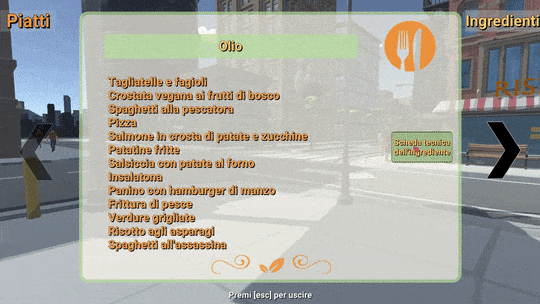 Piatti
Ingredienti
Olio
Tagliatelle e fagioli
Crostata vegana ai frutti di bosco
Spaghetti alla pescatora
Pizza
Salmone in crosta di patate e zucchine
Patatine fritte
Salsiccia con patate al forno
Insalatona
Panino con hamburger di manzo
Frittura di pesce
Verdure grigliate
Risotto agli asparagi
Spaghetti all'assassina
Scheda tecnica
dell'ingrediente
RIS
Premi [esc] per uscire